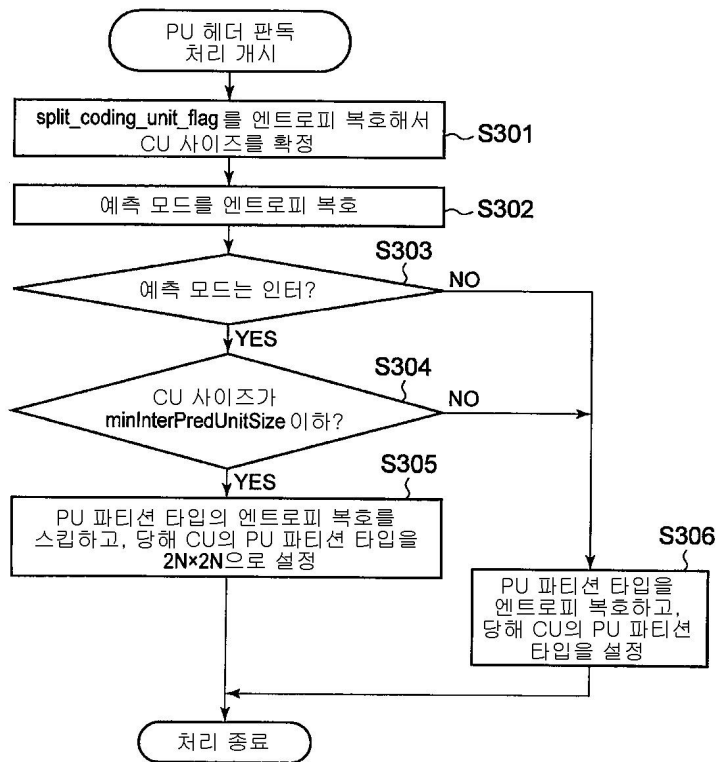 PU 헤더 판독
처리 개시
split_coding_unit_flag를 엔트로피 복호해서
CU 사이즈를 확정
S301
예측 모드를 엔트로피 복호
S302
S303
예측 모드는 인터?
NO
YES
S304
CU 사이즈가
minInterPredUnitSize 이하?
NO
YES
S305
PU 파티션 타입의 엔트로피 복호를
스킵하고, 당해 CU의 PU 파티션 타입을
2N×2N으로 설정
S306
PU 파티션 타입을
엔트로피 복호하고,
당해 CU의 PU 파티션
타입을 설정
처리 종료